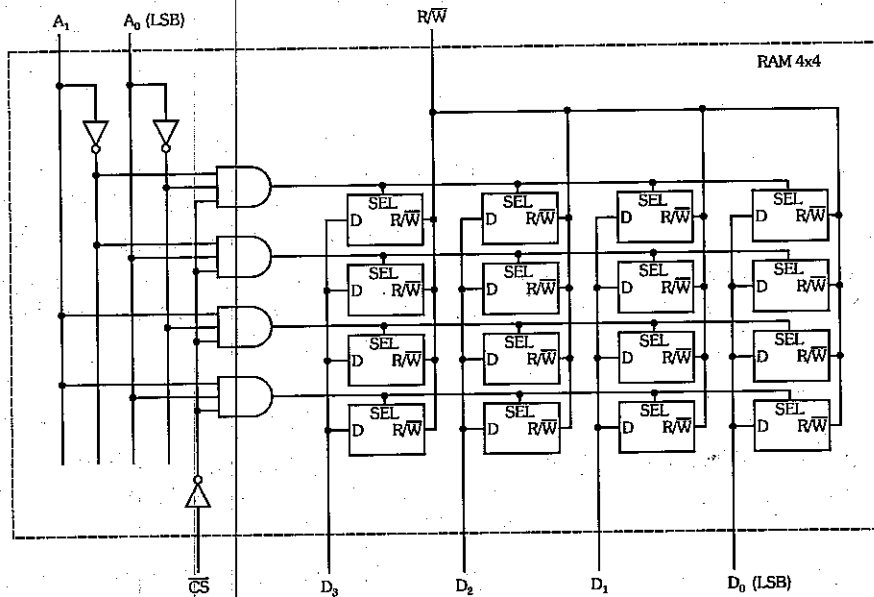 A₁ A₀ (LSB) R/W̅
RAM 4x4
SEL SEL SEL SEL
D R/W̅ D R/W̅ D R/W̅ D R/W̅
SEL SEL SEL SEL
D R/W̅ D R/W̅ D R/W̅ D R/W̅
SEL SEL SEL SEL
D R/W̅ D R/W̅ D R/W̅ D R/W̅
SEL SEL SEL SEL
D R/W̅ D R/W̅ D R/W̅ D R/W̅
C̅S̅ D₃ D₂ D₁ D₀ (LSB)